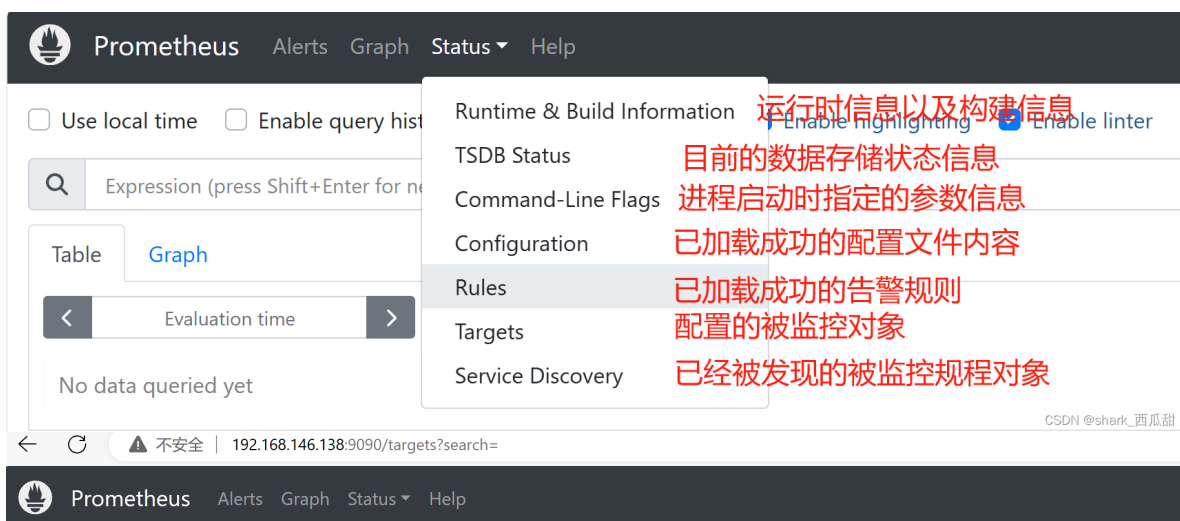 Prometheus Alerts Graph Status Help
Use local time Enable query hist Enable highlighting Enable linter
Runtime & Build Information 运行时信息以及构建信息
TSDB Status 目前的数据存储状态信息
Expression (press Shift+Enter for ne
Command-Line Flags 进程启动时指定的参数信息
Configuration 已加载成功的配置文件内容
Table Graph
Rules 已加载成功的告警规则
Evaluation time
Targets 配置的被监控对象
Service Discovery 已经被发现的被监控规程对象
No data queried yet
CSDN @shark_西瓜甜
不安全 192.168.146.138:9090/targets?search=
Prometheus Alerts Graph Status Help